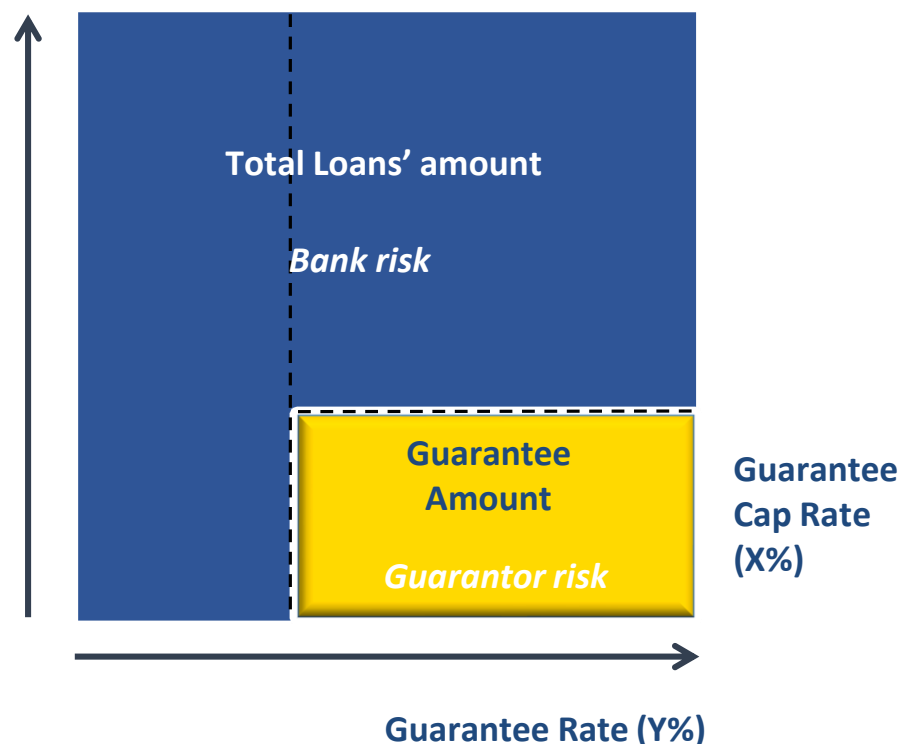 Total Loans’ amount
Bank risk
Guarantee
Amount
Guarantor risk
Guarantee
Cap Rate
(X%)
Guarantee Rate (Y%)